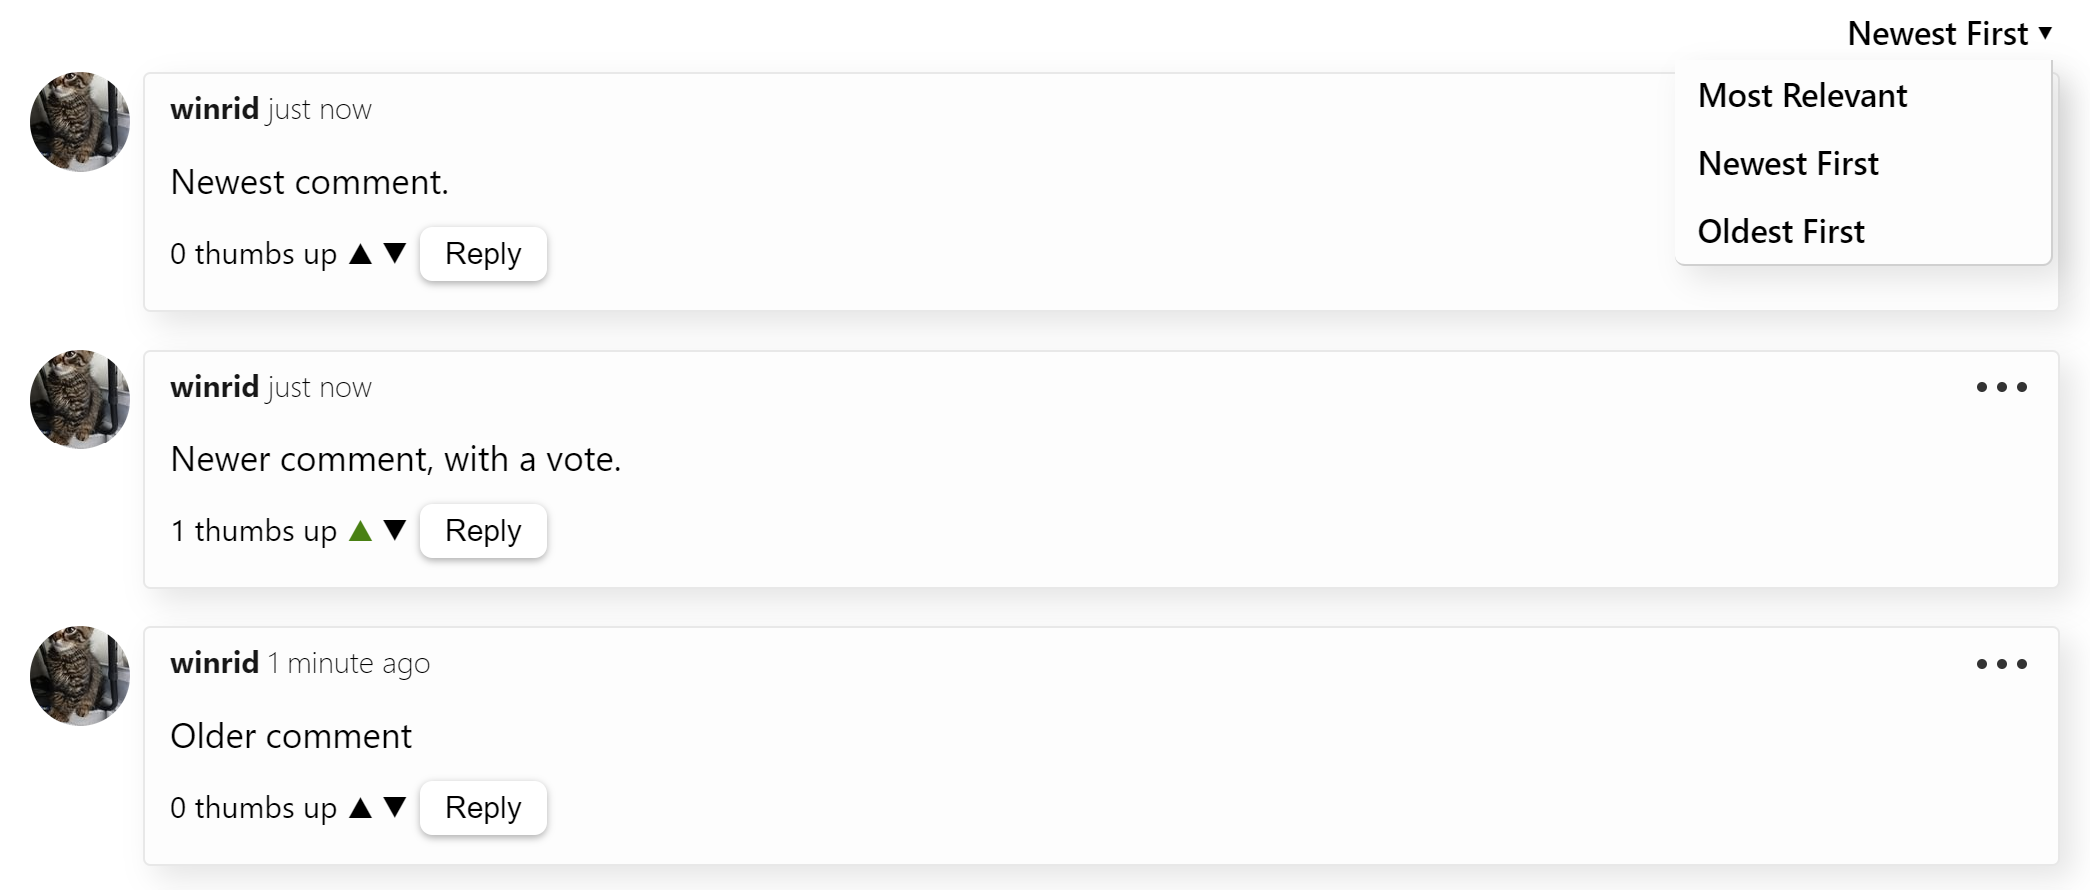 Newest First ▼
Most Relevant
Newest First
Oldest First
winrid just now
Newest comment.
0 thumbs up ▲ ▼ Reply
winrid just now
Newer comment, with a vote.
1 thumbs up ▲ ▼ Reply
winrid 1 minute ago
Older comment
0 thumbs up ▲ ▼ Reply